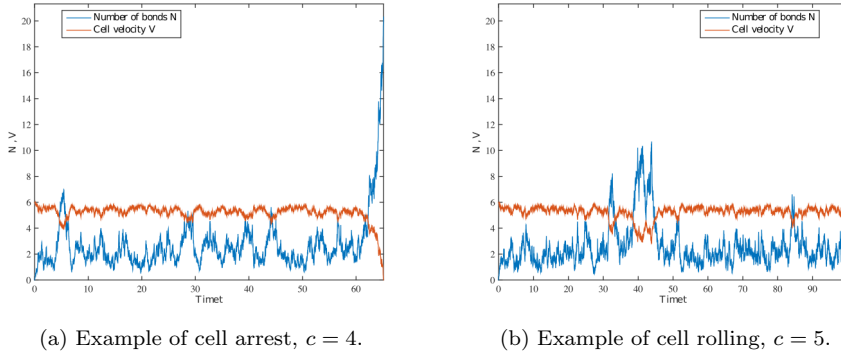 Number of bonds N
Cell velocity V
20
18
16
14
12
10
8
6
4
2
0
N , V
0 10 20 30 40 50 60
Time t
(a) Example of cell arrest, c = 4.
Number of bonds N
Cell velocity V
20
18
16
14
12
10
8
6
4
2
0
N , V
0 10 20 30 40 50 60 70 80 90
Time t
(b) Example of cell rolling, c = 5.